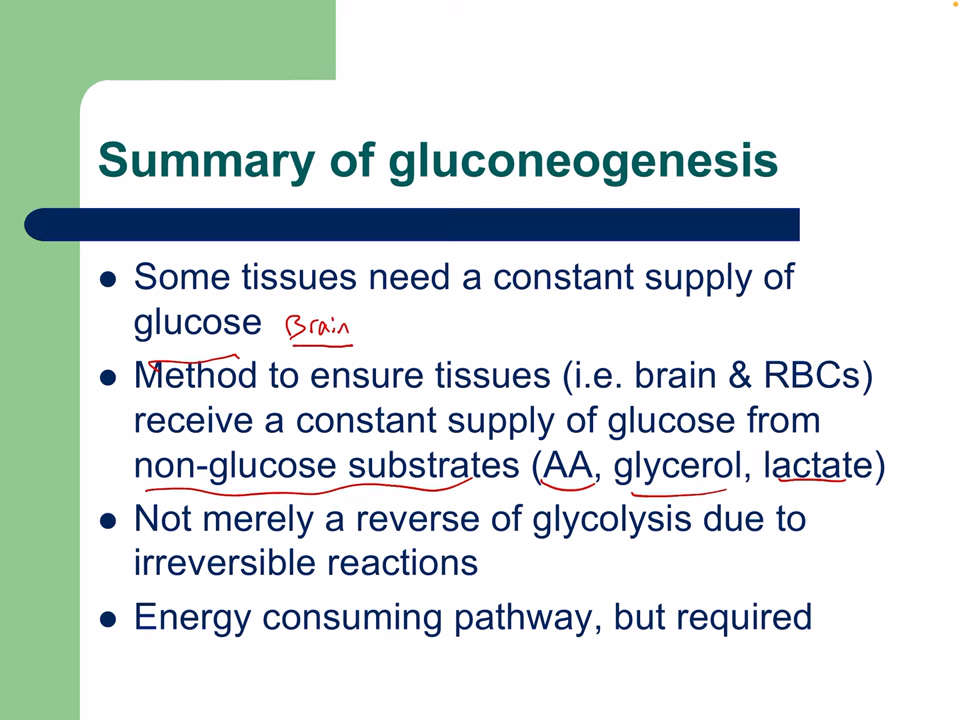 Summary of gluconeogenesis
● Some tissues need a constant supply of
glucose Brain
● Method to ensure tissues (i.e. brain & RBCs)
receive a constant supply of glucose from
non-glucose substrates (AA, glycerol, lactate)
● Not merely a reverse of glycolysis due to
irreversible reactions
● Energy consuming pathway, but required